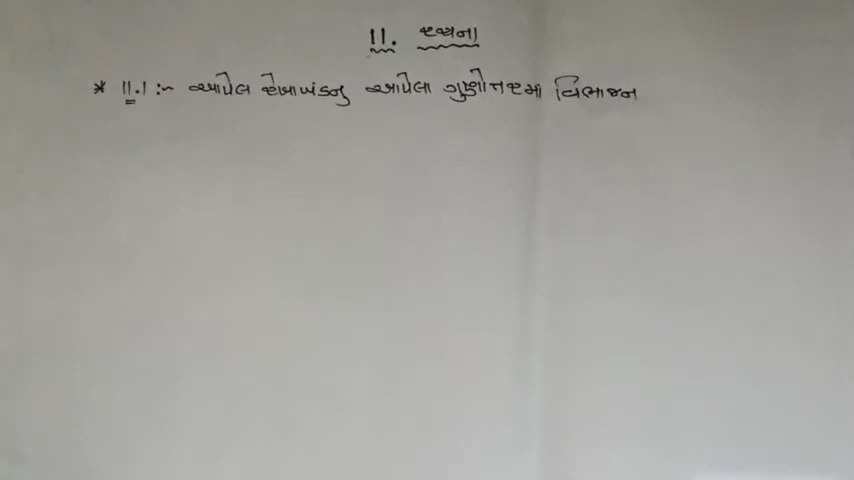 11. રચના
* 11.1 :- આપેલ રેખાખંડનુ આપેલા ગુણોત્તરમાં વિભાજન